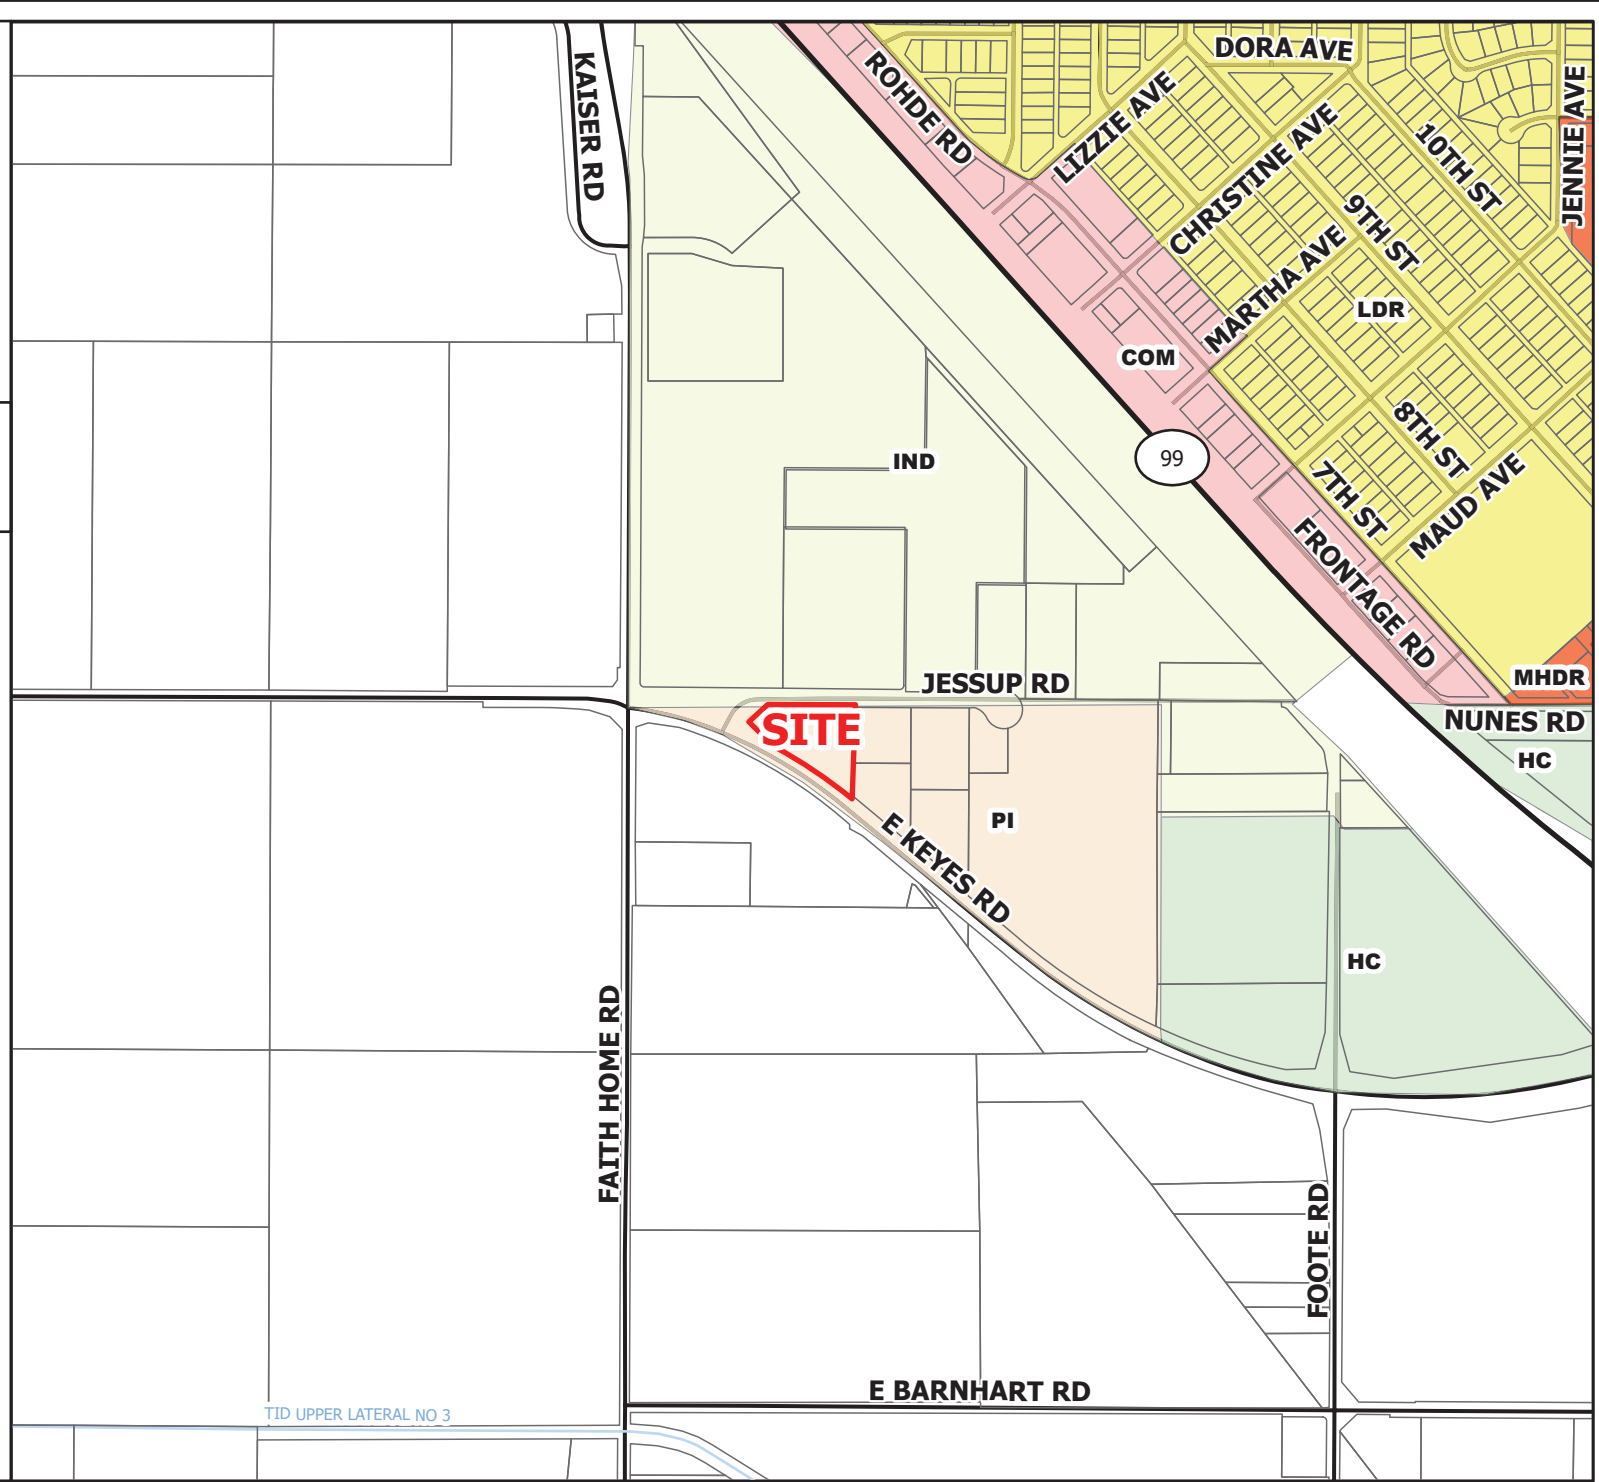 DORA AVE
KAISER RD
ROHDE RD
LIZZIE AVE
JENNIE AVE
10TH ST
CHRISTINE AVE
9TH ST
MARTHA AVE
LDR
COM
8TH ST
IND
99
7TH ST
MAUD AVE
FRONTAGE RD
JESSUP RD
MHDR
NUNES RD
SITE
HC
PI
E KEYES RD
HC
FAITH HOME RD
FOOTE RD
E BARNHART RD
TID UPPER LATERAL NO 3